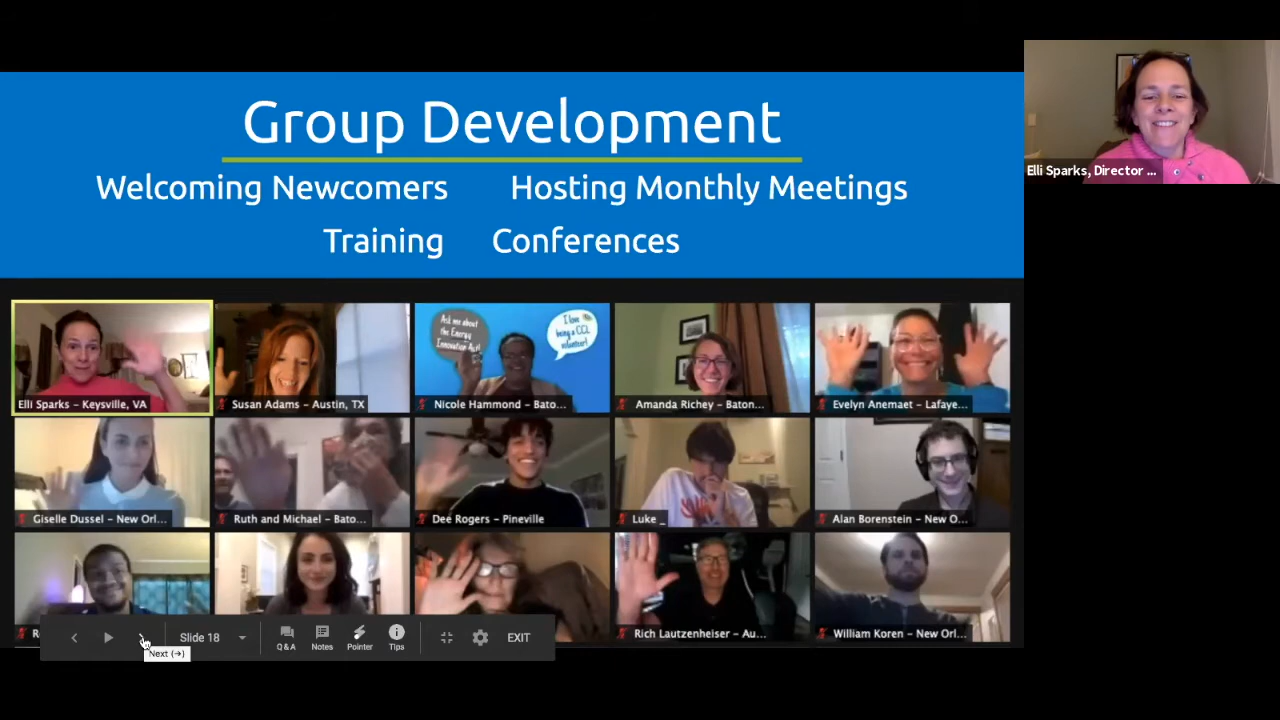 Group Development
Welcoming Newcomers Hosting Monthly Meetings
Training Conferences
Elli Sparks, Director ...
Ask me about
the Energy
Innovation Act!
I love
being a CCL
volunteer!
Elli Sparks – Keysville, VA
Susan Adams – Austin, TX
Nicole Hammond – Bato...
Amanda Richey – Baton...
Evelyn Anemaet – Lafaye...
Giselle Dussel – New Orl...
Ruth and Michael – Bato...
Dee Rogers – Pineville
Luke _
Alan Borenstein – New O...
Rich Lautzenheiser – Au...
William Koren – New Orl...
Slide 18
Q&A
Notes
Pointer
Tips
EXIT
Next (→)